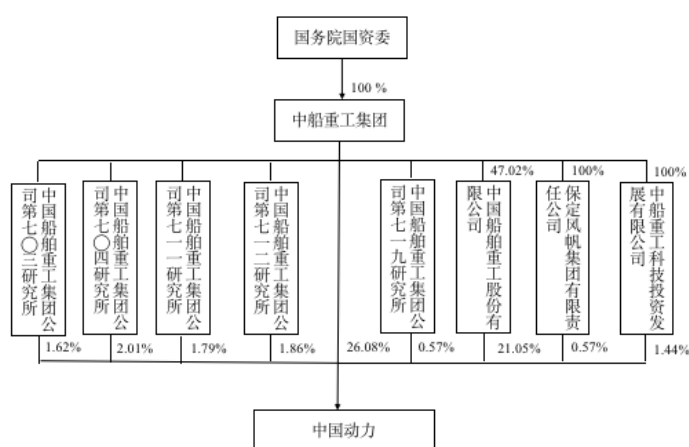 国务院国资委
100 %
中船重工集团
47.02%
100%
100%
中国船舶重工集团公
司第七〇三研究所
中国船舶重工集团公
司第七〇四研究所
中国船舶重工集团公
司第七一一研究所
中国船舶重工集团公
司第七一二研究所
中国船舶重工集团公
司第七一九研究所
中国船舶重工股份有
限公司
保定风帆集团有限责
任公司
中船重工科技投资发
展有限公司
1.62%
2.01%
1.79%
1.86%
26.08%
0.57%
21.05%
0.57%
1.44%
中国动力